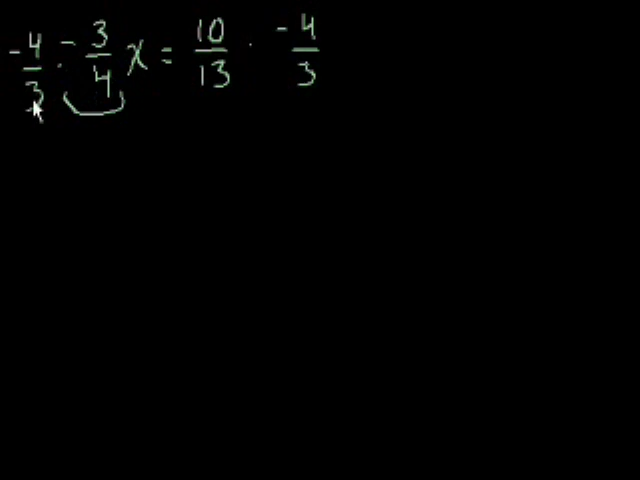 -4/3 · -3/4 x = 10/13 · -4/3